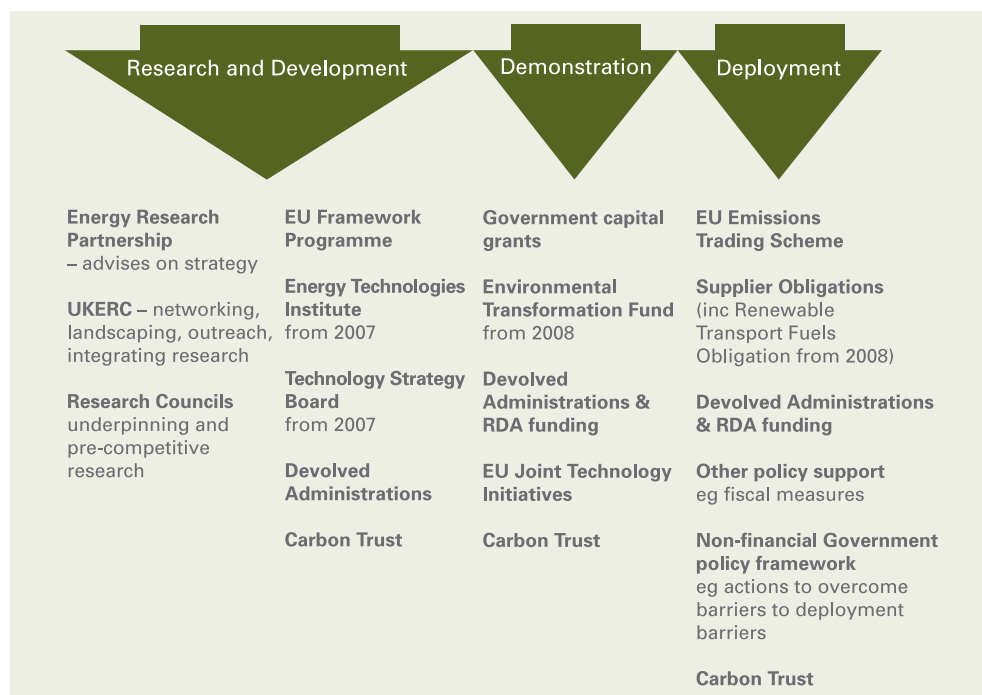 Research and Development
Demonstration
Deployment
Energy Research
Partnership
– advises on strategy
UKERC – networking,
landscaping, outreach,
integrating research
Research Councils
underpinning and
pre-competitive
research
EU Framework
Programme
Energy Technologies
Institute
from 2007
Technology Strategy
Board
from 2007
Devolved
Administrations
Carbon Trust
Government capital
grants
Environmental
Transformation Fund
from 2008
Devolved
Administrations &
RDA funding
EU Joint Technology
Initiatives
Carbon Trust
EU Emissions
Trading Scheme
Supplier Obligations
(inc Renewable
Transport Fuels
Obligation from 2008)
Devolved Administrations
& RDA funding
Other policy support
eg fiscal measures
Non-financial Government
policy framework
eg actions to overcome
barriers to deployment
barriers
Carbon Trust